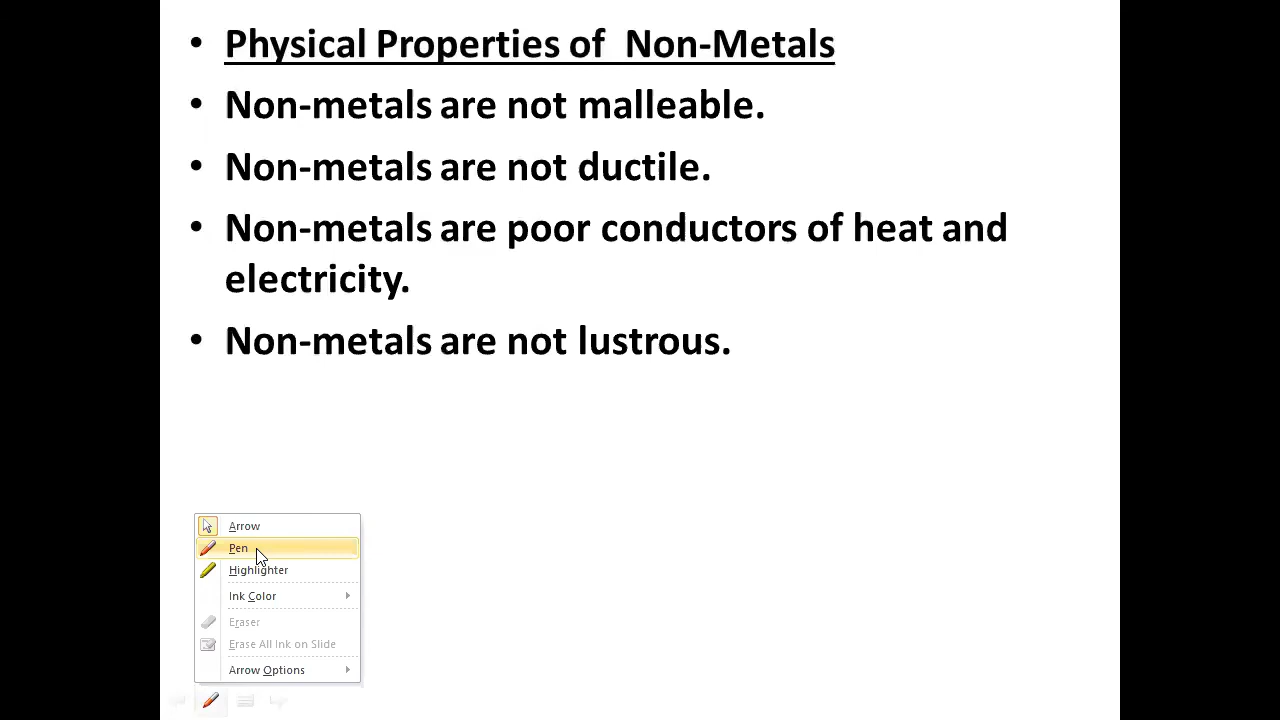 • Physical Properties of  Non-Metals
• Non-metals are not malleable.
• Non-metals are not ductile.
• Non-metals are poor conductors of heat and
electricity.
• Non-metals are not lustrous.
Arrow
Pen
Highlighter
Ink Color
Eraser
Erase All Ink on Slide
Arrow Options